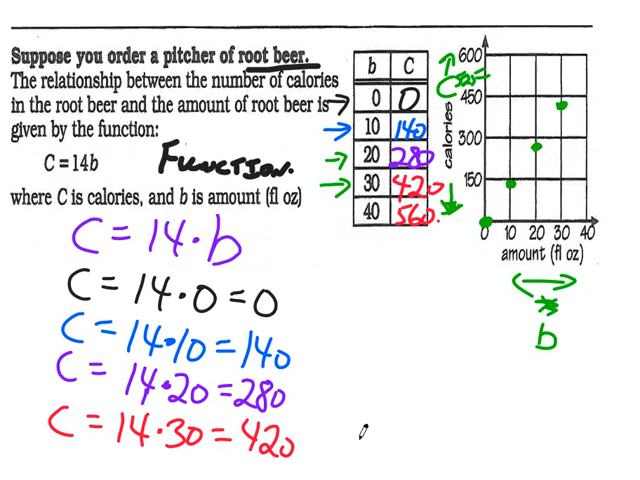 Suppose you order a pitcher of root beer.
The relationship between the number of calories
in the root beer and the amount of root beer is
given by the function:
C = 14b
FUNCTION.
where C is calories, and b is amount (fl oz)
C = 14 · b
C = 14 · 0 = 0
C = 14 · 10 = 140
C = 14 · 20 = 280
C = 14 · 30 = 420
b C
0 0
10 140
20 280
30 420
40 560.
600
450
300
150
0 10 20 30 40
calories
C
amount (fl oz)
b